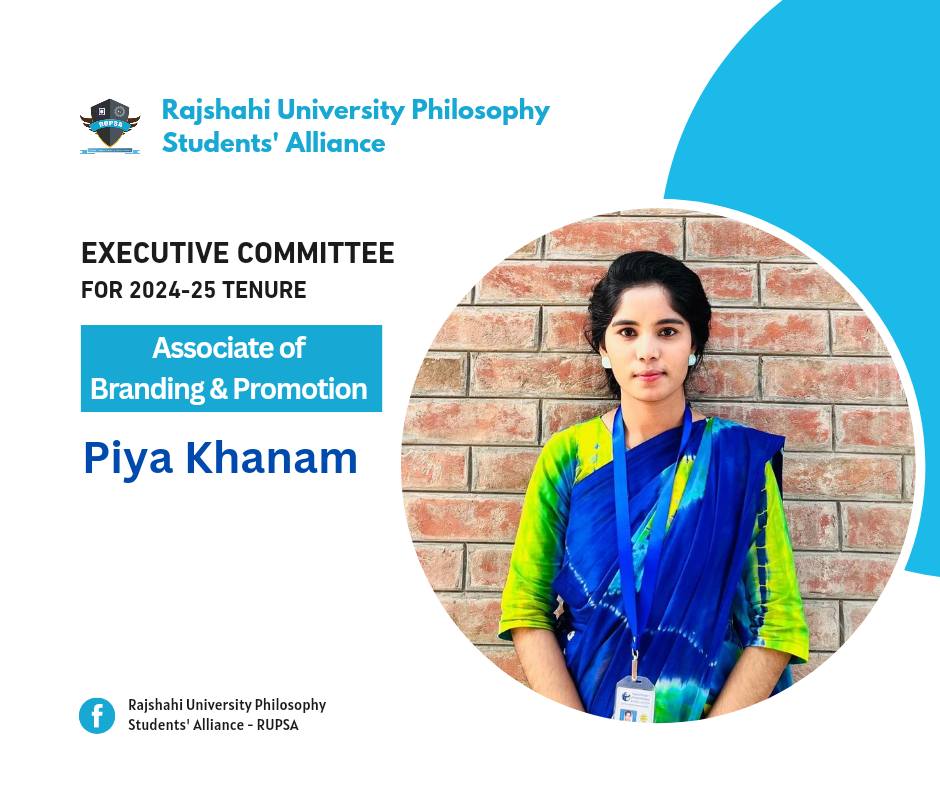 RUPSA
Rajshahi University Philosophy
Students' Alliance
EXECUTIVE COMMITTEE
FOR 2024-25 TENURE
Associate of
Branding & Promotion
Piya Khanam
Rajshahi University Philosophy
Students' Alliance - RUPSA